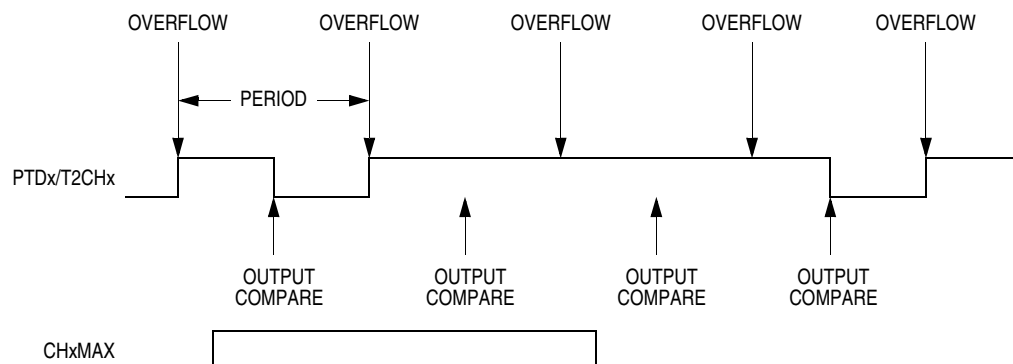 OVERFLOW OVERFLOW OVERFLOW OVERFLOW OVERFLOW
PERIOD
PTDx/T2CHx
OUTPUT OUTPUT OUTPUT OUTPUT
COMPARE COMPARE COMPARE COMPARE
CHxMAX